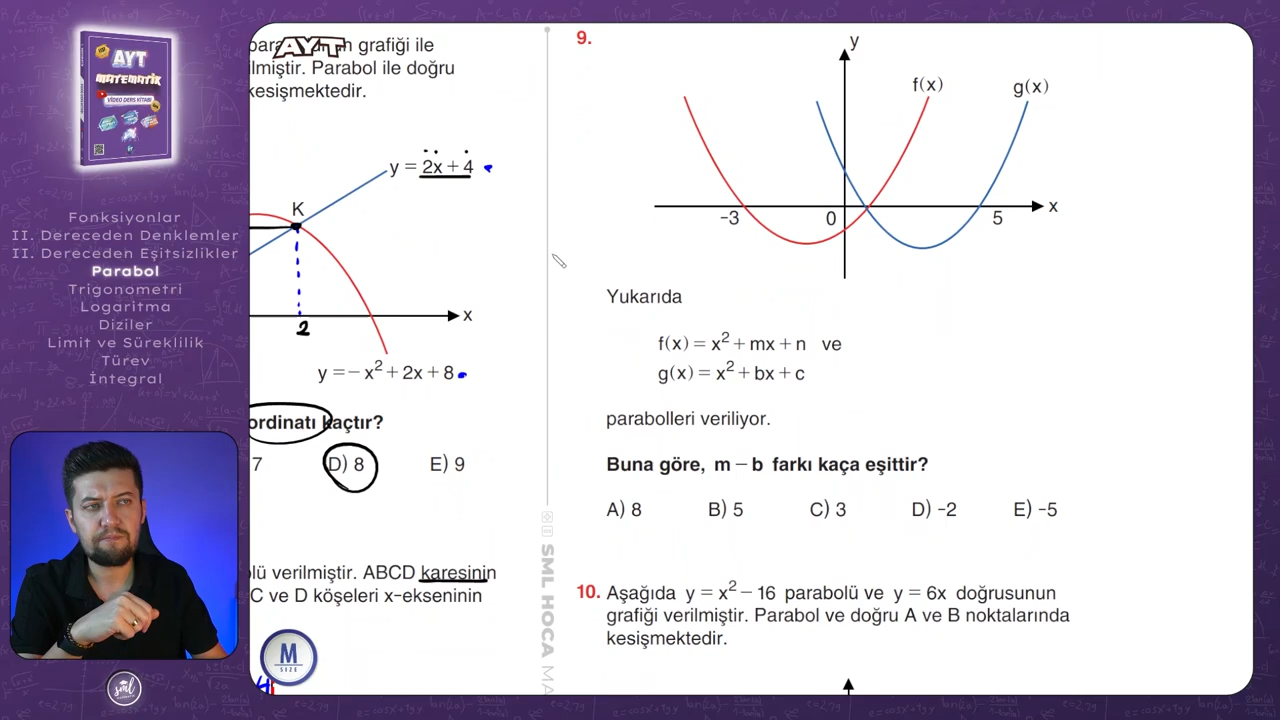 AYT
MATEMATİK
VİDEO DERS KİTABI
Fonksiyonlar
II. Dereceden Denklemler
II. Dereceden Eşitsizlikler
Parabol
Trigonometri
Logaritma
Diziler
Limit ve Süreklilik
Türev
İntegral
sml
AYT
grafiği ile
ilmiştir. Parabol ile doğru
kesişmektedir.
y = 2x + 4
K
x
2
y = − x² + 2x + 8
ordinatı kaçtır?
7 D) 8 E) 9
lü verilmiştir. ABCD karesinin
C ve D köşeleri x-ekseninin
M
SIZE
SML HOCA
9.
y
f(x)
g(x)
−3
0
5
x
Yukarıda
f(x) = x² + mx + n ve
g(x) = x² + bx + c
parabolleri veriliyor.
Buna göre, m − b farkı kaça eşittir?
A) 8 B) 5 C) 3 D) -2 E) -5
10. Aşağıda y = x² − 16 parabolü ve y = 6x doğrusunun
grafiği verilmiştir. Parabol ve doğru A ve B noktalarında
kesişmektedir.